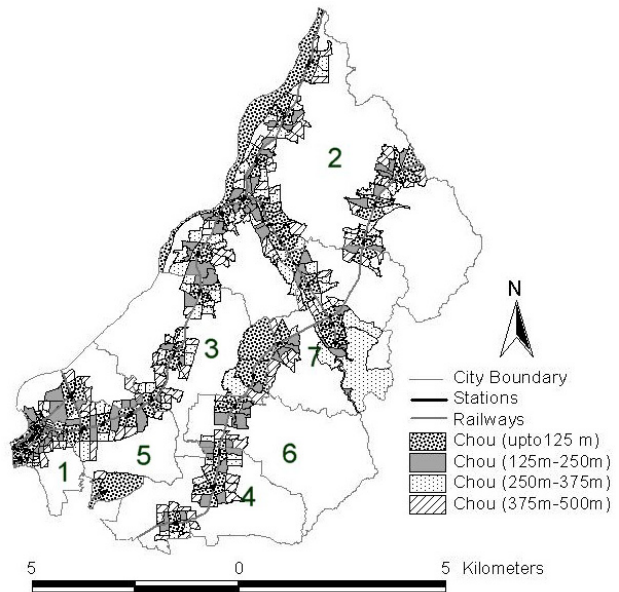 2
N
3
7
City Boundary
Stations
Railways
Chou (upto125 m)
Chou (125m-250m)
Chou (250m-375m)
Chou (375m-500m)
1
5
6
4
5 0 5 Kilometers